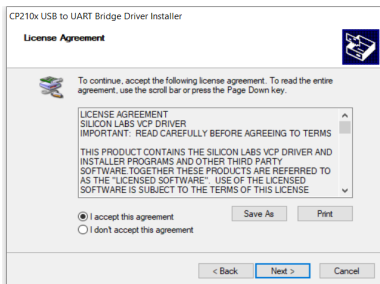 CP210x USB to UART Bridge Driver Installer
License Agreement
To continue, accept the following license agreement. To read the entire
agreement, use the scroll bar or press the Page Down key.
LICENSE AGREEMENT
SILICON LABS VCP DRIVER
IMPORTANT:  READ CAREFULLY BEFORE AGREEING TO TERMS
THIS PRODUCT CONTAINS THE SILICON LABS VCP DRIVER AND
INSTALLER PROGRAMS AND OTHER THIRD PARTY
SOFTWARE.TOGETHER THESE PRODUCTS ARE REFERRED TO
AS THE "LICENSED SOFTWARE".  USE OF THE LICENSED
SOFTWARE IS SUBJECT TO THE TERMS OF THIS LICENSE
I accept this agreement
Save As
Print
I don't accept this agreement
< Back
Next >
Cancel